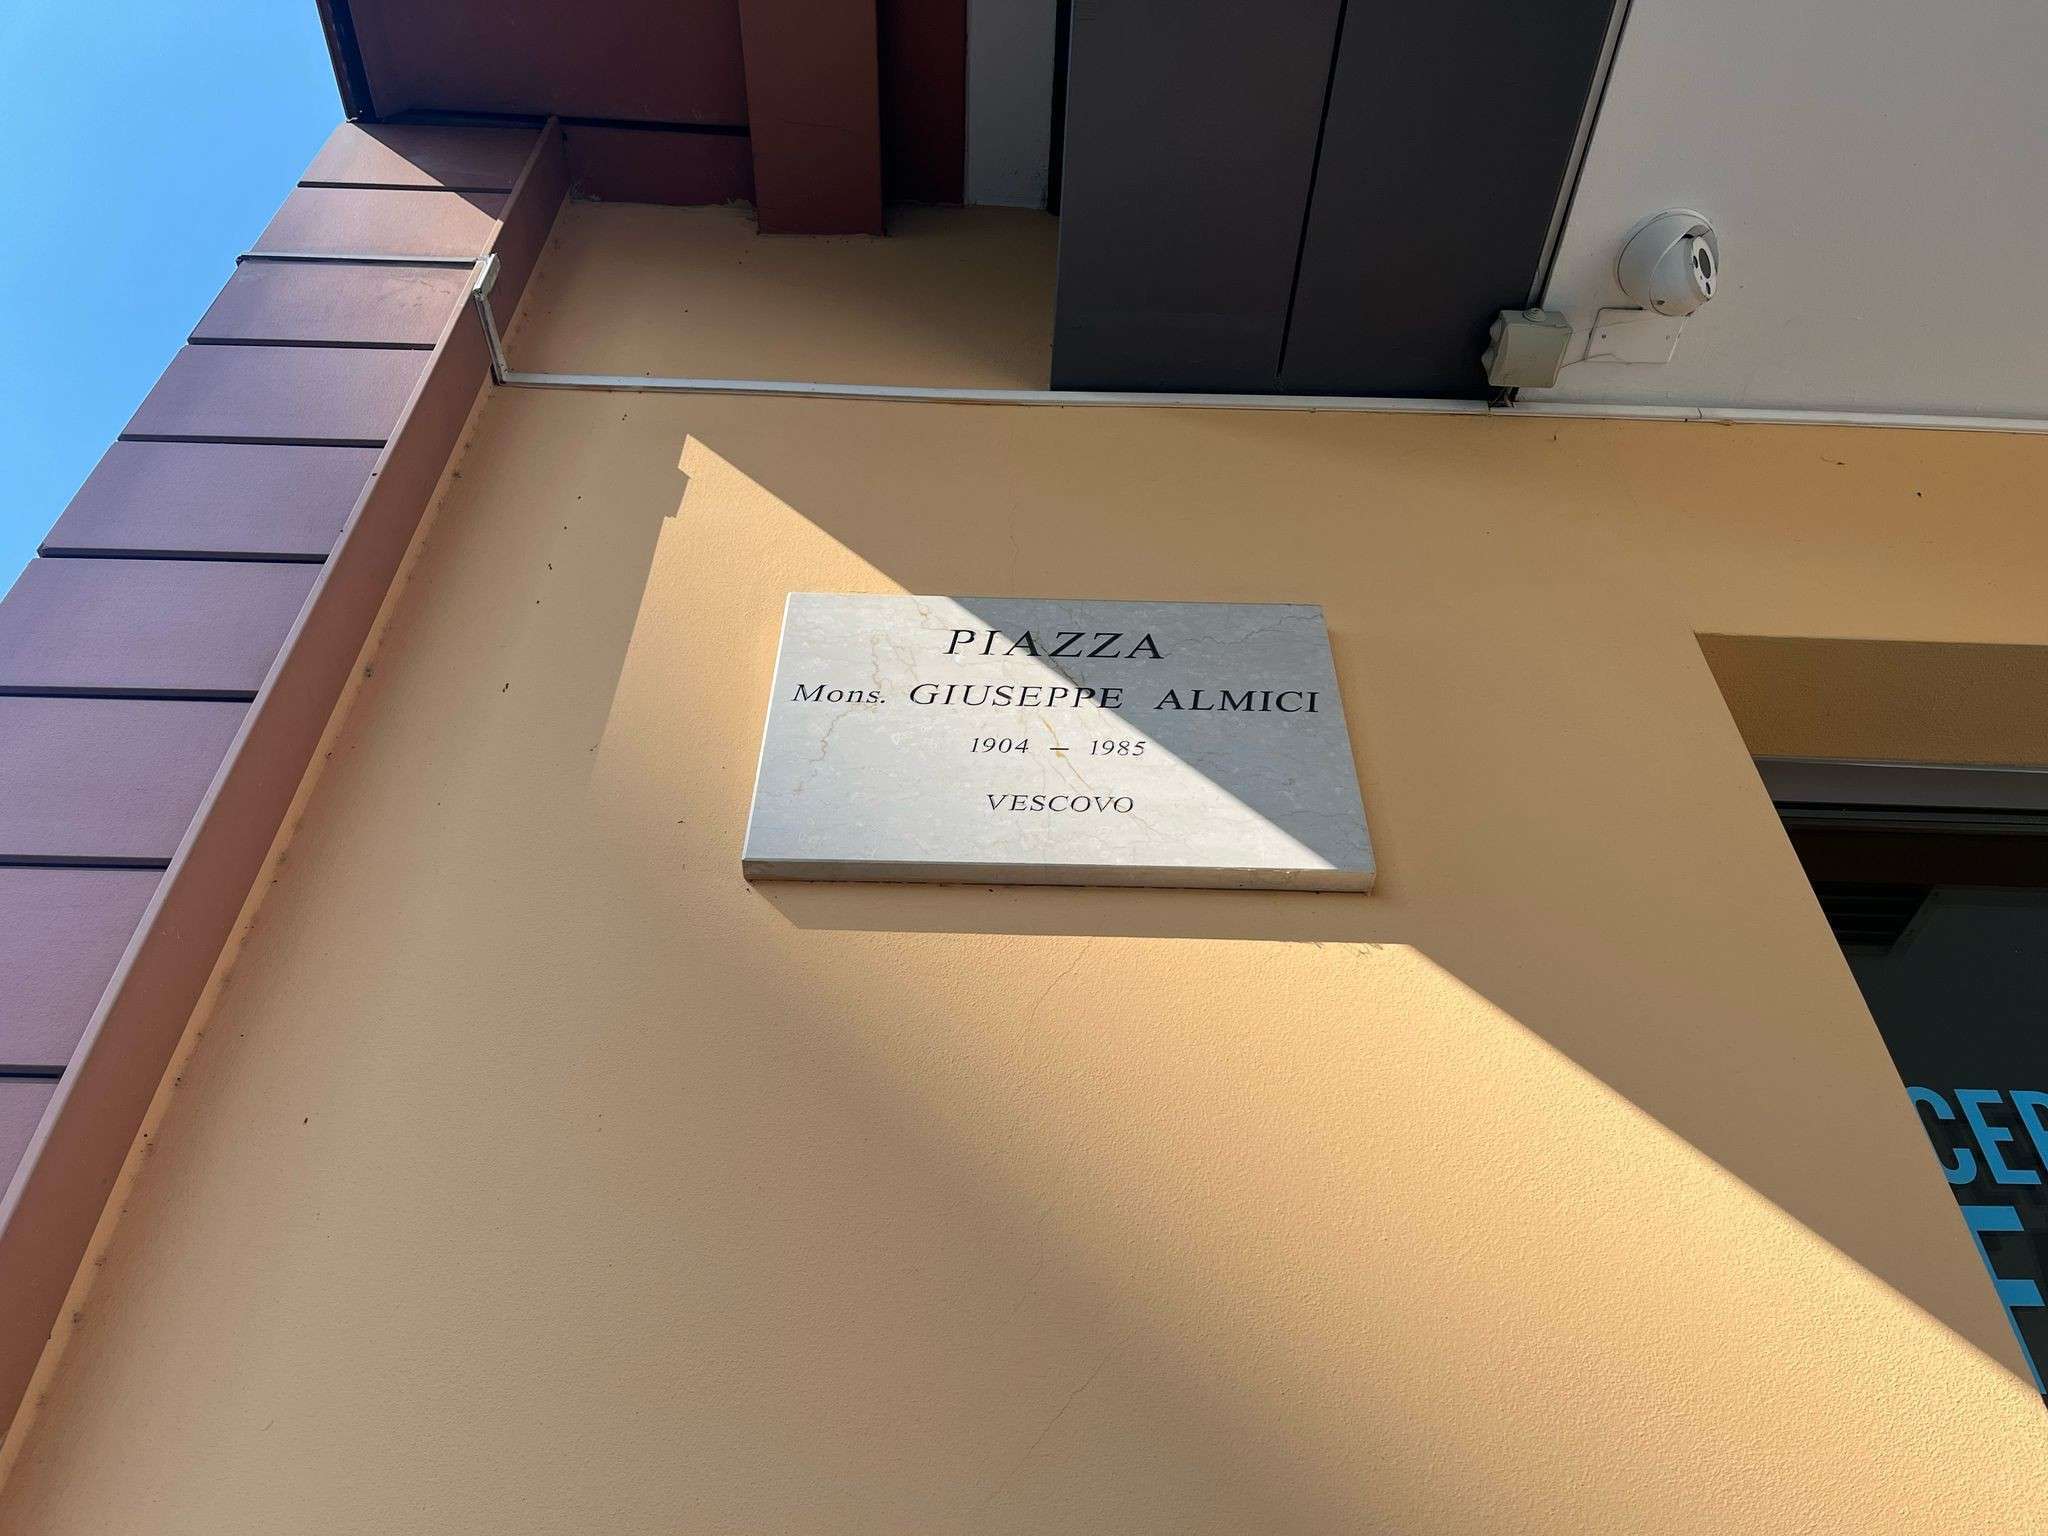 PIAZZA
Mons. GIUSEPPE ALMICI
1904 – 1985
VESCOVO